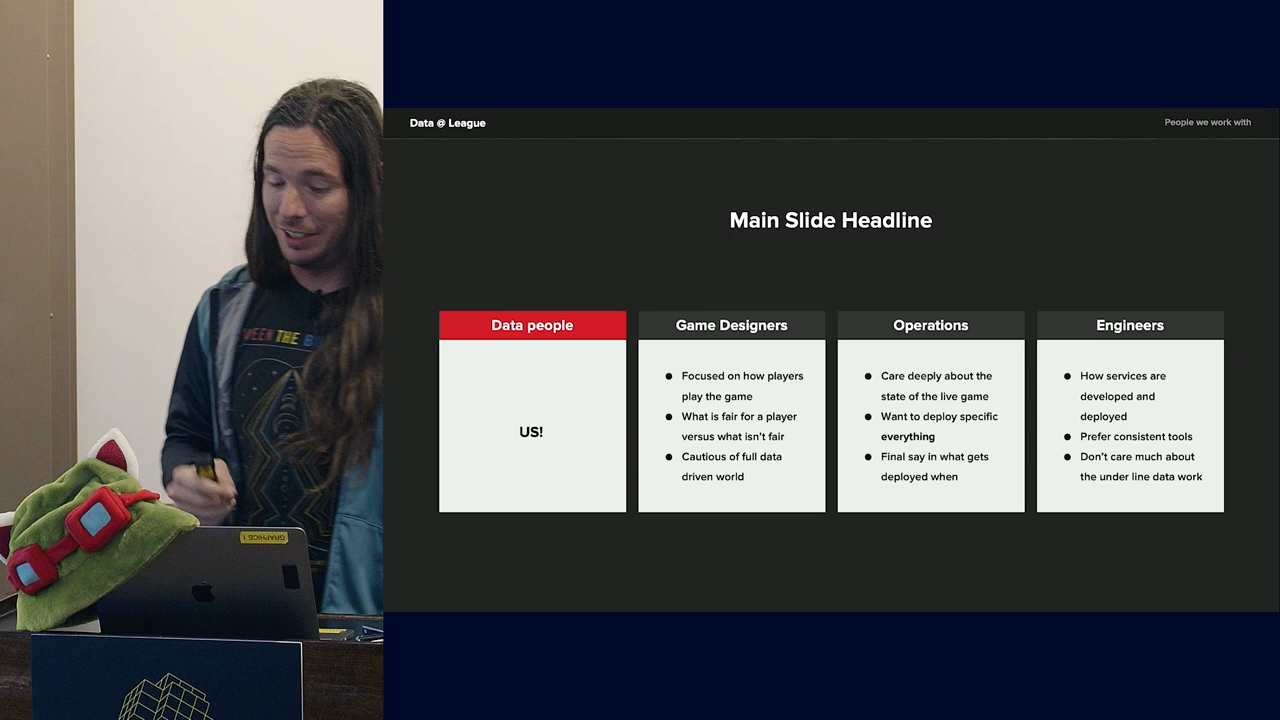 Data @ League
People we work with
Main Slide Headline
Data people
US!
Game Designers
● Focused on how players
play the game
● What is fair for a player
versus what isn't fair
● Cautious of full data
driven world
Operations
● Care deeply about the
state of the live game
● Want to deploy specific
everything
● Final say in what gets
deployed when
Engineers
● How services are
developed and
deployed
● Prefer consistent tools
● Don't care much about
the under line data work
THE
GRAPHICS 1